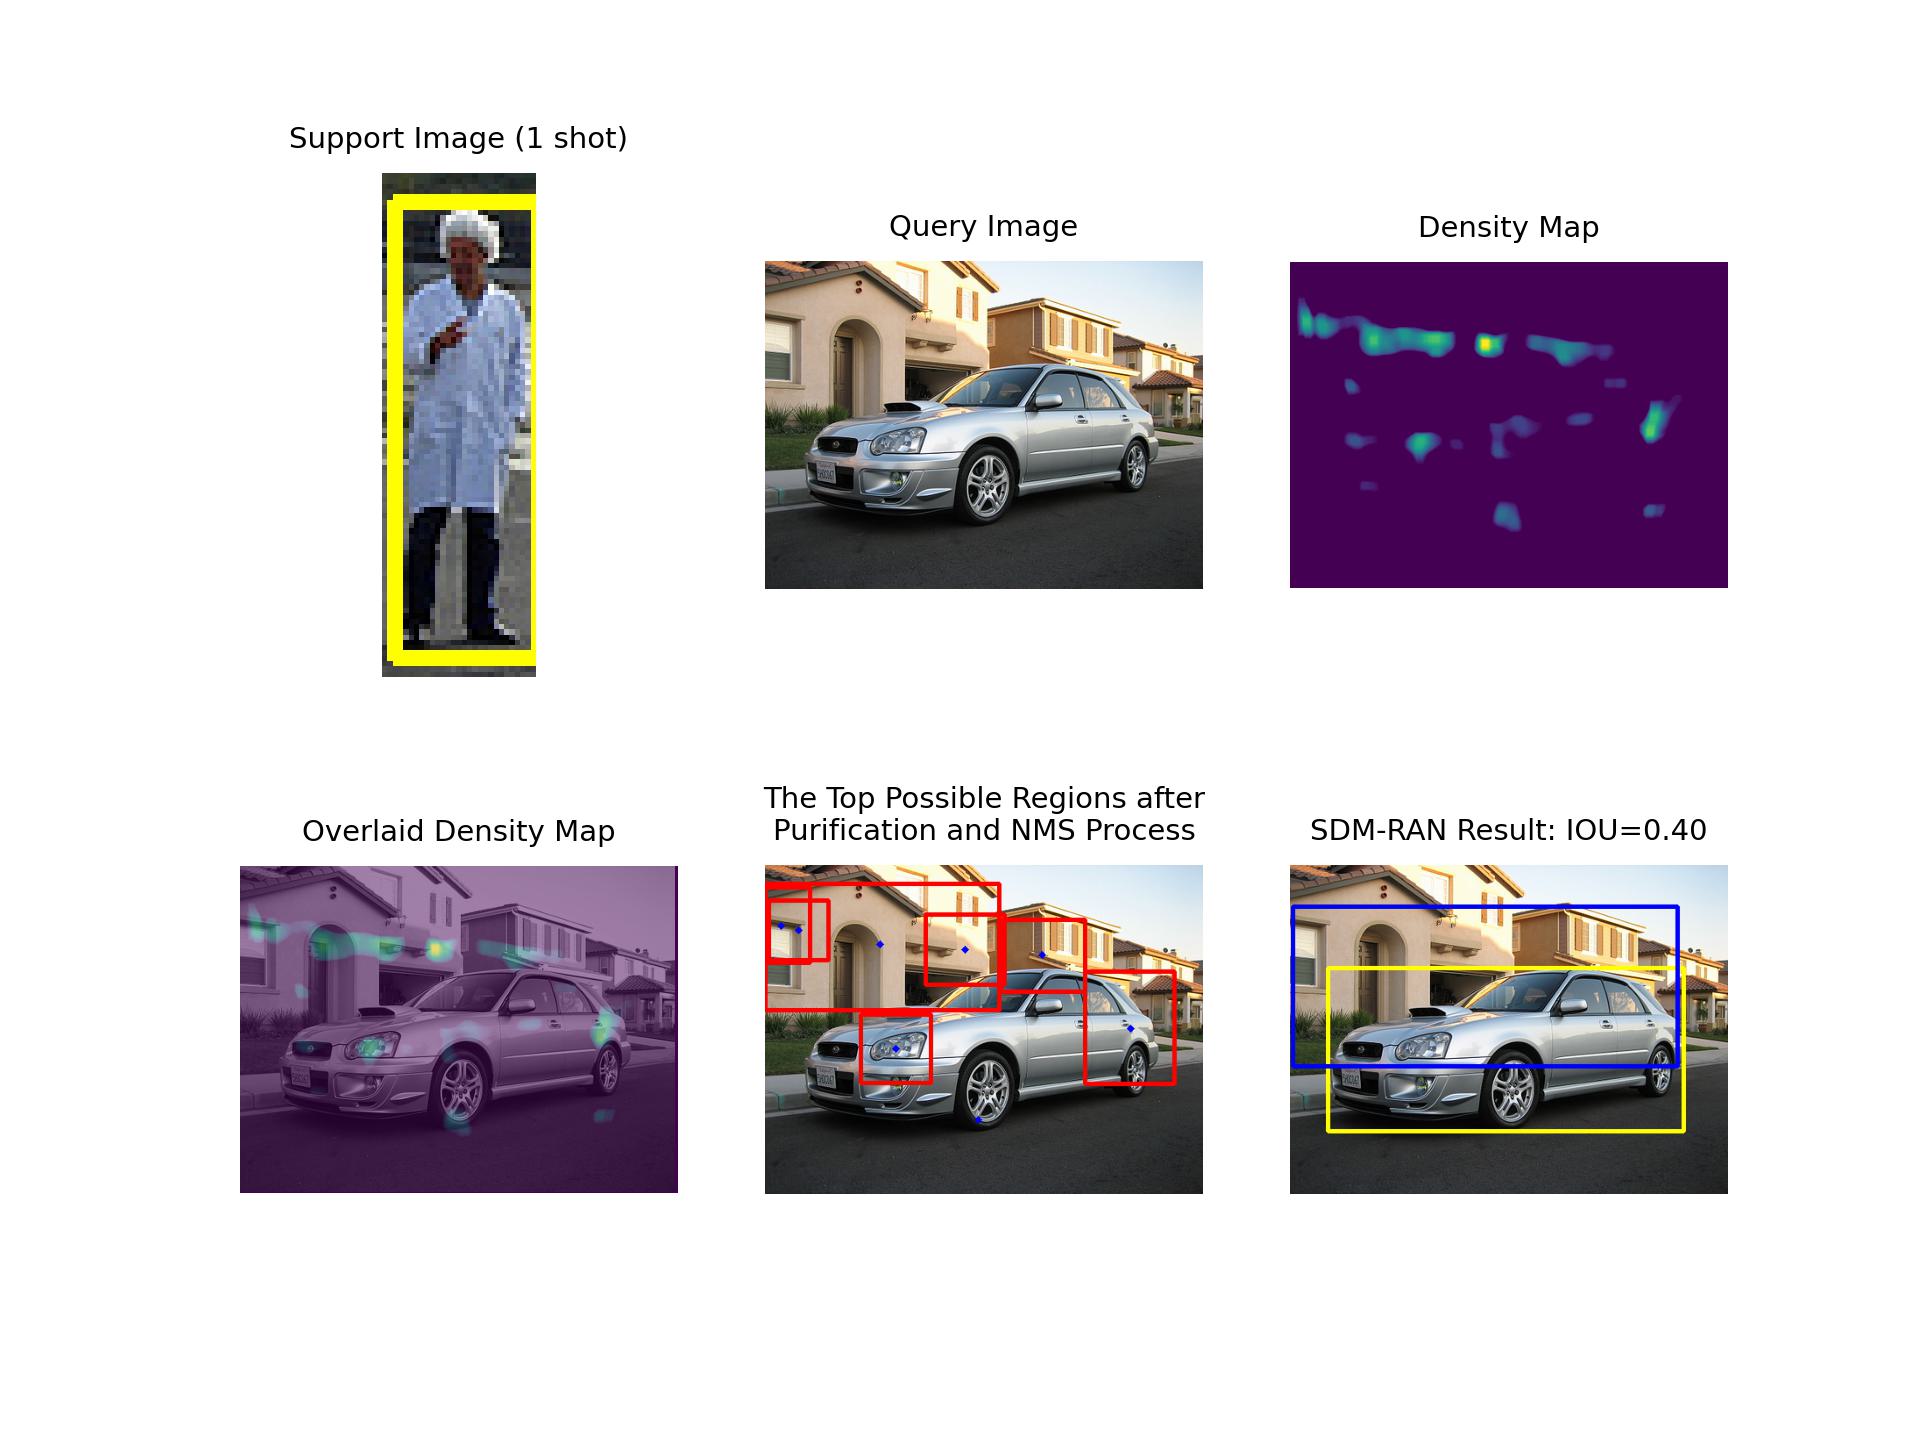 Support Image (1 shot)
Query Image
Density Map
Overlaid Density Map
The Top Possible Regions after
Purification and NMS Process
SDM-RAN Result: IOU=0.40